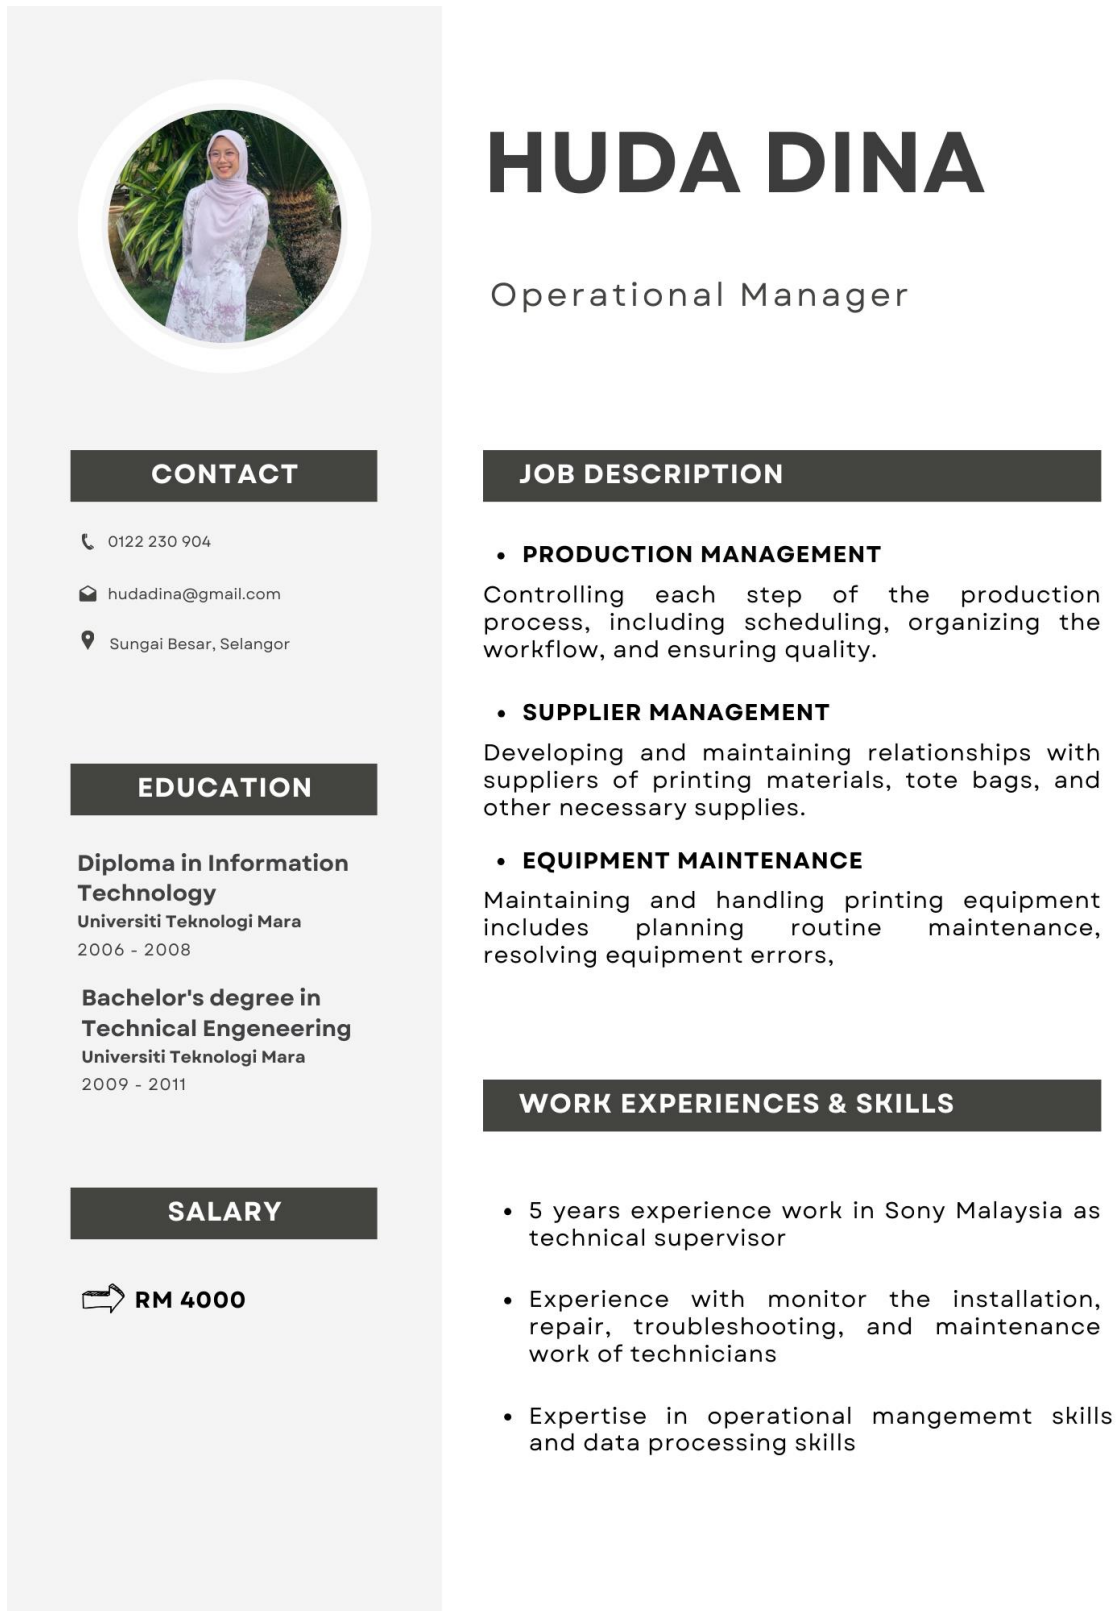 HUDA DINA
Operational Manager
CONTACT
0122 230 904
hudadina@gmail.com
Sungai Besar, Selangor
EDUCATION
Diploma in Information
Technology
Universiti Teknologi Mara
2006 - 2008
Bachelor's degree in
Technical Engeneering
Universiti Teknologi Mara
2009 - 2011
SALARY
RM 4000
JOB DESCRIPTION
• PRODUCTION MANAGEMENT
Controlling each step of the production
process, including scheduling, organizing the
workflow, and ensuring quality.
• SUPPLIER MANAGEMENT
Developing and maintaining relationships with
suppliers of printing materials, tote bags, and
other necessary supplies.
• EQUIPMENT MAINTENANCE
Maintaining and handling printing equipment
includes planning routine maintenance,
resolving equipment errors,
WORK EXPERIENCES & SKILLS
• 5 years experience work in Sony Malaysia as
technical supervisor
• Experience with monitor the installation,
repair, troubleshooting, and maintenance
work of technicians
• Expertise in operational mangememt skills
and data processing skills